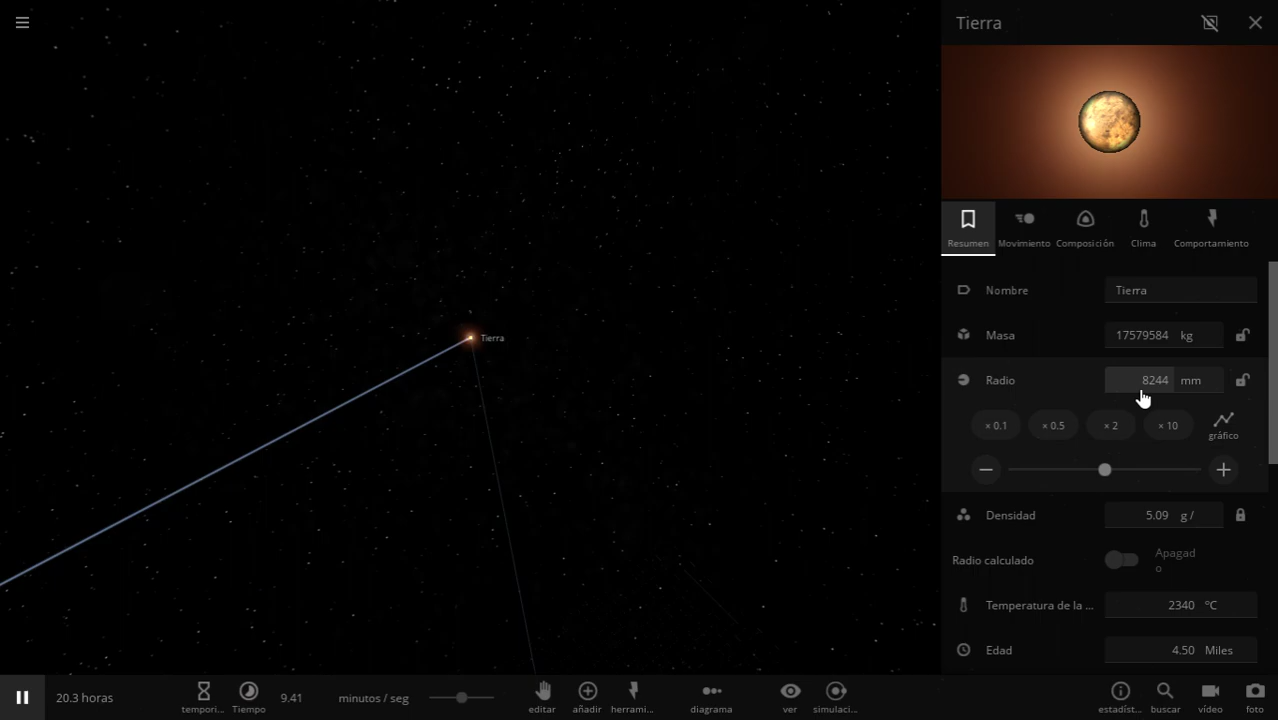 Tierra
Resumen
Movimiento
Composición
Clima
Comportamiento
Nombre
Tierra
Masa
17579584 kg
Tierra
Radio
8244 mm
× 0.1
× 0.5
× 2
× 10
gráfico
Densidad
5.09 g /
Radio calculado
Apagad
o
Temperatura de la ...
2340 °C
Edad
4.50 Miles
20.3 horas
tempori...
Tiempo
9.41
minutos / seg
editar
añadir
herrami...
diagrama
ver
simulaci...
estadíst...
buscar
vídeo
foto